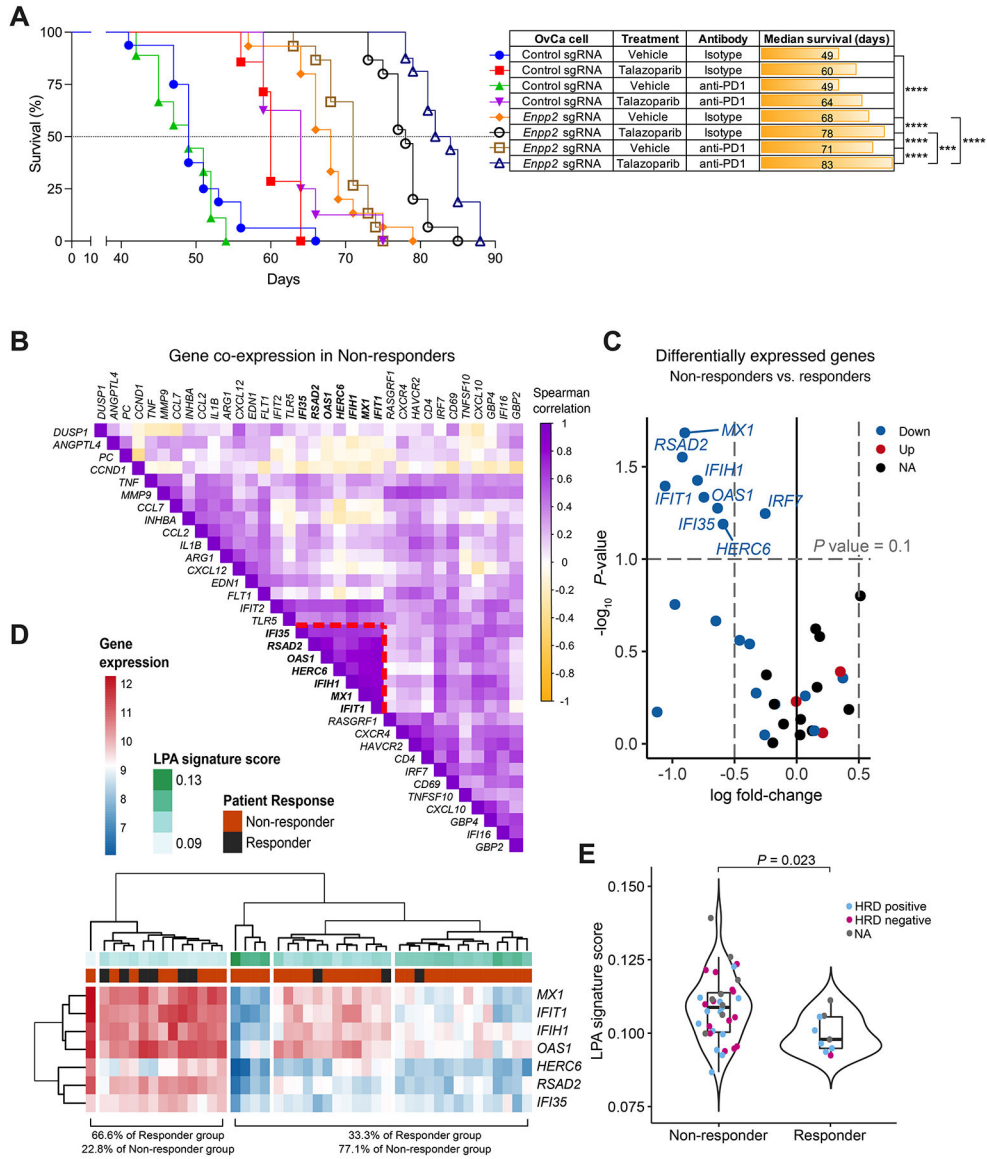 A
100
75
50
25
0
Survival (%)
0 10 40 50 60 70 80 90
Days
OvCa cell Treatment Antibody Median survival (days)
Control sgRNA Vehicle Isotype 49
Control sgRNA Talazoparib Isotype 60
Control sgRNA Vehicle anti-PD1 49
Control sgRNA Talazoparib anti-PD1 64
Enpp2 sgRNA Vehicle Isotype 68
Enpp2 sgRNA Talazoparib Isotype 78
Enpp2 sgRNA Vehicle anti-PD1 71
Enpp2 sgRNA Talazoparib anti-PD1 83
****
****
****
****
***
****
B
Gene co-expression in Non-responders
DUSP1 ANGPTL4 PC CCND1 TNF MMP9 CCL7 INHBA CCL2 IL1B ARG1 CXCL12 EDN1 FLT1 IFIT2 TLR5 IFI35 RSAD2 OAS1 HERC6 IFIH1 MX1 IFIT1 RASGRF1 CXCR4 HAVCR2 CD4 IRF7 CD69 TNFSF10 CXCL10 GBP4 IFI16 GBP2
DUSP1
ANGPTL4
PC
CCND1
TNF
MMP9
CCL7
INHBA
CCL2
IL1B
ARG1
CXCL12
EDN1
FLT1
IFIT2
TLR5
IFI35
RSAD2
OAS1
HERC6
IFIH1
MX1
IFIT1
RASGRF1
CXCR4
HAVCR2
CD4
IRF7
CD69
TNFSF10
CXCL10
GBP4
IFI16
GBP2
Spearman
correlation
1
0.8
0.6
0.4
0.2
0
-0.2
-0.4
-0.6
-0.8
-1
C
Differentially expressed genes
Non-responders vs. responders
Down
Up
NA
MX1
RSAD2
IFIH1
IFIT1
OAS1
IRF7
IFI35
HERC6
P value = 0.1
1.5
1.0
0.5
0.0
-log10 P-value
-1.0 -0.5 0.0 0.5
log fold-change
D
Gene
expression
12
11
10
9
8
7
6
LPA signature score
0.13
0.09
Patient Response
Non-responder
Responder
MX1
IFIT1
IFIH1
OAS1
HERC6
RSAD2
IFI35
66.6% of Responder group
22.8% of Non-responder group
33.3% of Responder group
77.1% of Non-responder group
E
P = 0.023
HRD positive
HRD negative
NA
0.150
0.125
0.100
0.075
LPA signature score
Non-responder Responder